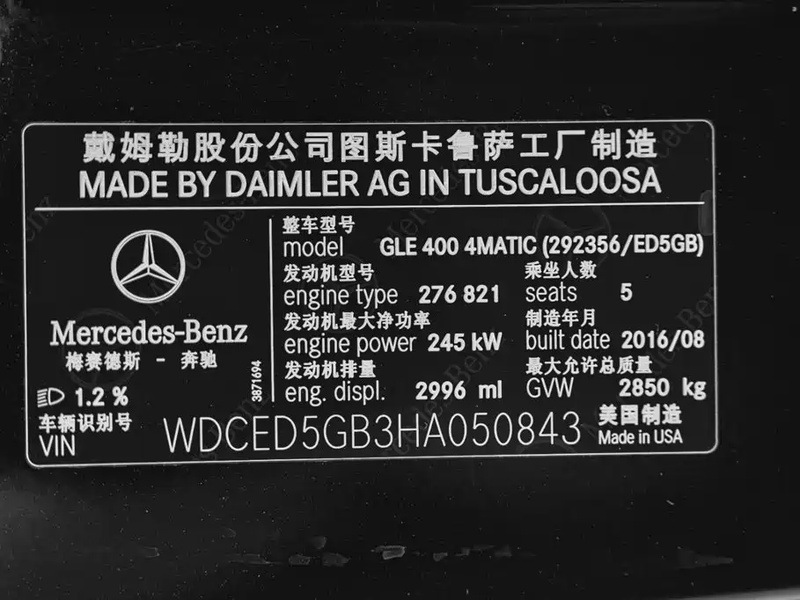 戴姆勒股份公司图斯卡鲁萨工厂制造
MADE BY DAIMLER AG IN TUSCALOOSA
Mercedes-Benz
梅赛德斯 - 奔驰
1.2 %
3871694
整车型号
model GLE 400 4MATIC (292356/ED5GB)
发动机型号 乘坐人数
engine type 276 821 seats 5
发动机最大净功率 制造年月
engine power 245 kW built date 2016/08
发动机排量 最大允许总质量
eng. displ. 2996 ml GVW 2850 kg
车辆识别号 美国制造
VIN WDCED5GB3HA050843 Made in USA